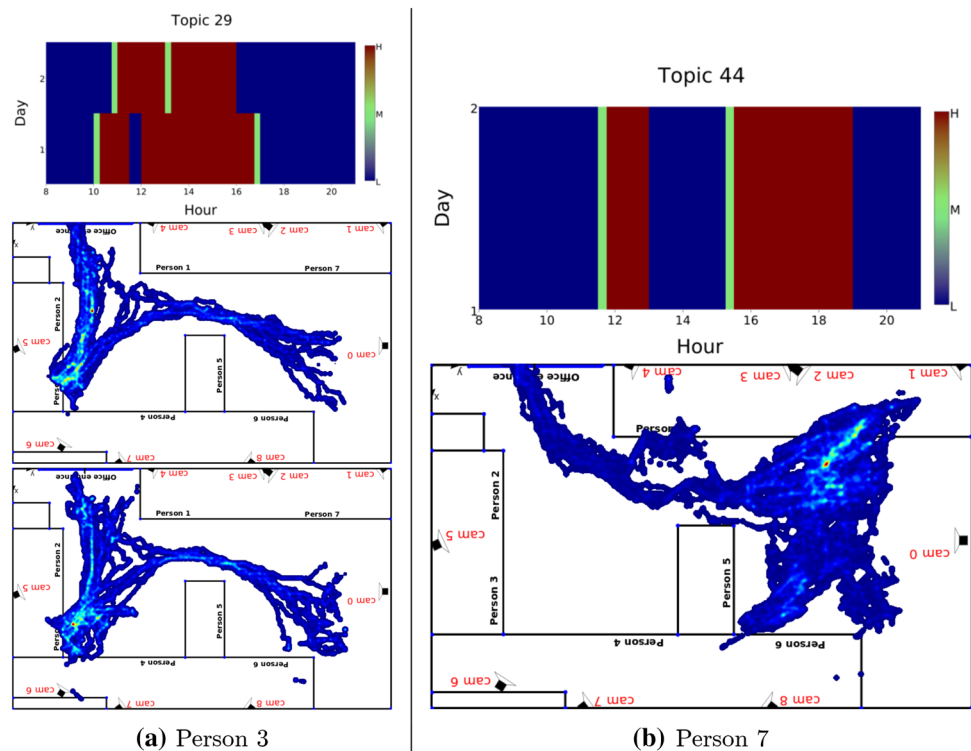 Topic 29
Day
2
1
H
M
L
8 10 12 14 16 18 20
Hour
y
x
Office entrance
cam 4
cam 3
cam 2
cam 1
Person 1
Person 7
Person 2
cam 5
Person 5
cam 0
Person 4
Person 6
cam 6
cam 7
cam 8
y
x
cam 4
cam 3
cam 2
cam 1
Person 1
Person 7
Person 2
cam 5
Person 5
cam 0
Person 4
Person 6
cam 6
cam 7
cam 8
(a) Person 3
Topic 44
Day
2
1
H
M
L
8 10 12 14 16 18 20
Hour
y
x
Office entrance
cam 4
cam 3
cam 2
cam 1
Person 2
cam 5
Person 5
cam 0
Person 3
Person 4
Person 6
cam 6
cam 7
cam 8
(b) Person 7